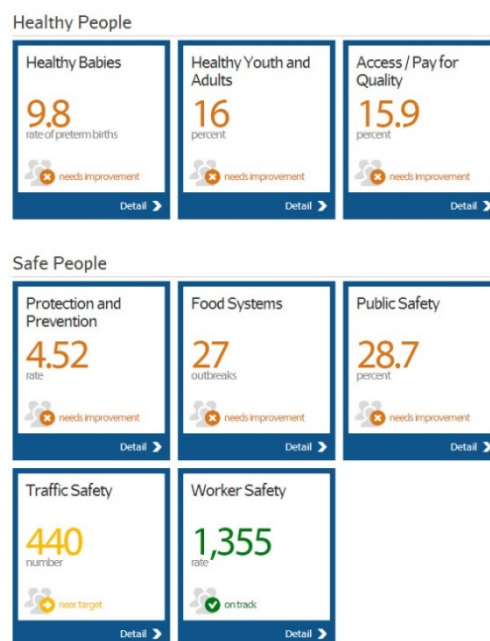 Healthy People
Healthy Babies
9.8
rate of preterm births
needs improvement
Detail
Healthy Youth and
Adults
16
percent
needs improvement
Detail
Access / Pay for
Quality
15.9
percent
needs improvement
Detail
Safe People
Protection and
Prevention
4.52
rate
needs improvement
Detail
Food Systems
27
outbreaks
needs improvement
Detail
Public Safety
28.7
percent
needs improvement
Detail
Traffic Safety
440
number
near target
Detail
Worker Safety
1,355
rate
on track
Detail